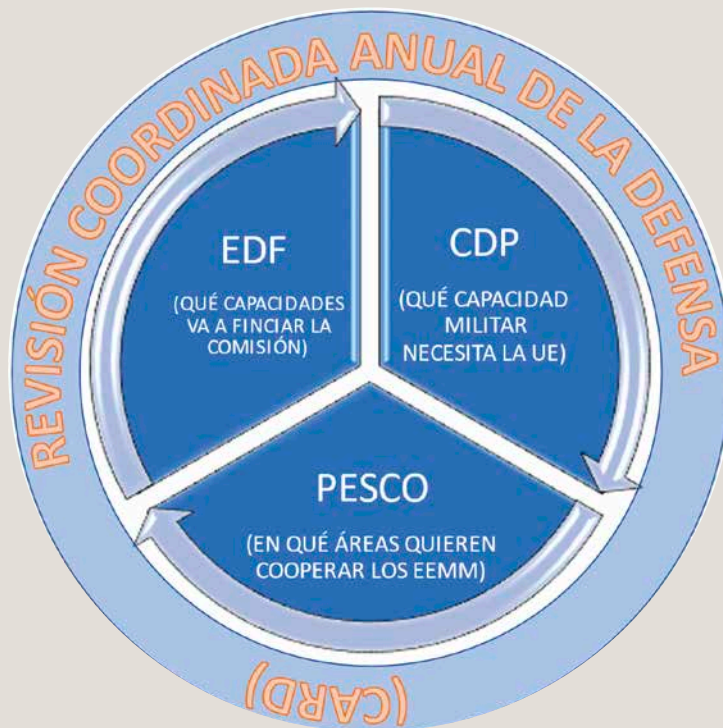 REVISIÓN COORDINADA ANUAL DE LA DEFENSA
(CARD)
EDF
(QUÉ CAPACIDADES
VA A FINCIAR LA
COMISIÓN)
CDP
(QUÉ CAPACIDAD
MILITAR
NECESITA LA UE)
PESCO
(EN QUÉ ÁREAS QUIEREN
COOPERAR LOS EEMM)